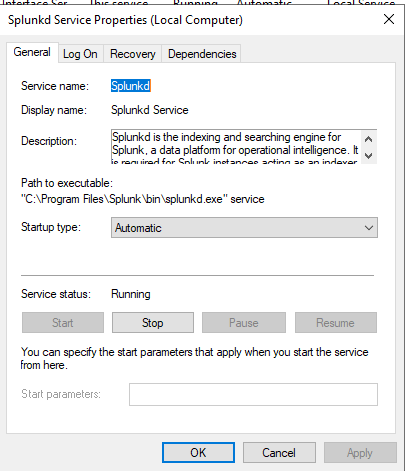 Interface Ser This service Running Automatic Local Service
Splunkd Service Properties (Local Computer)
General Log On Recovery Dependencies
Service name: Splunkd
Display name: Splunkd Service
Description: Splunkd is the indexing and searching engine for
Splunk, a data platform for operational intelligence. It
is required for Splunk instances acting as an indexer
Path to executable:
"C:\Program Files\Splunk\bin\splunkd.exe" service
Startup type: Automatic
Service status: Running
Start Stop Pause Resume
You can specify the start parameters that apply when you start the service
from here.
Start parameters:
OK Cancel Apply